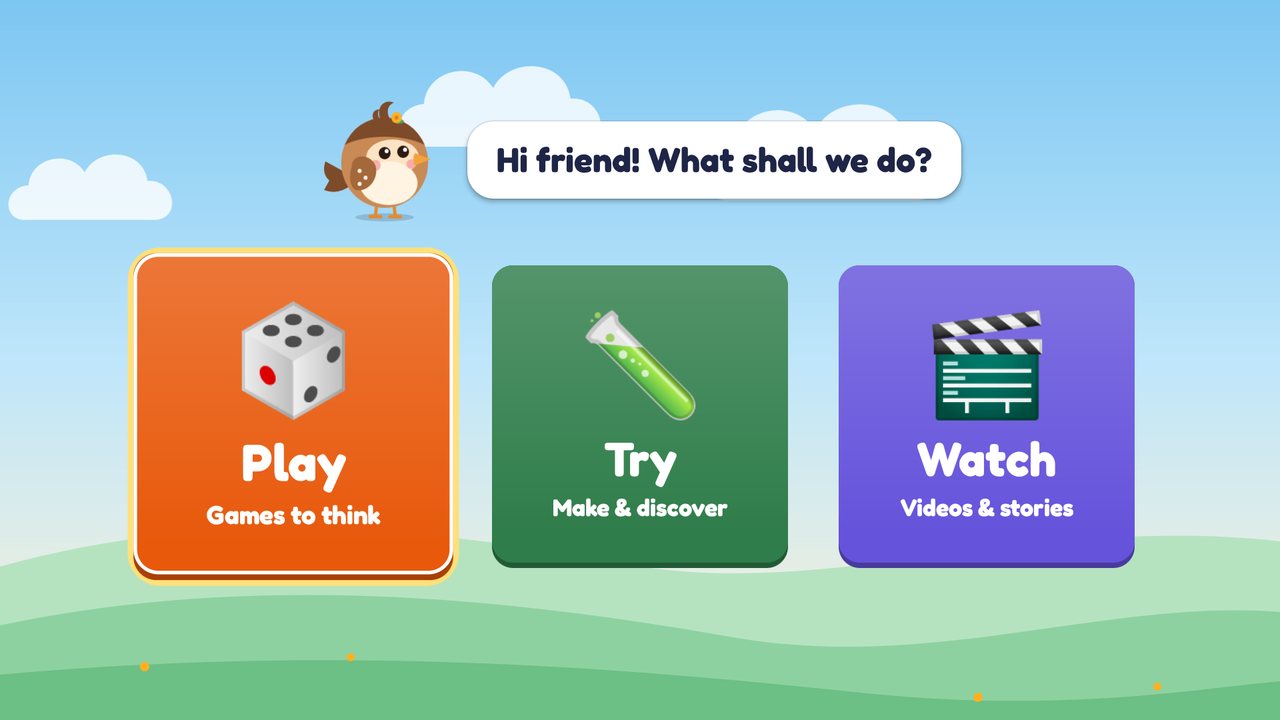 Hi friend! What shall we do?
Play
Games to think
Try
Make & discover
Watch
Videos & stories